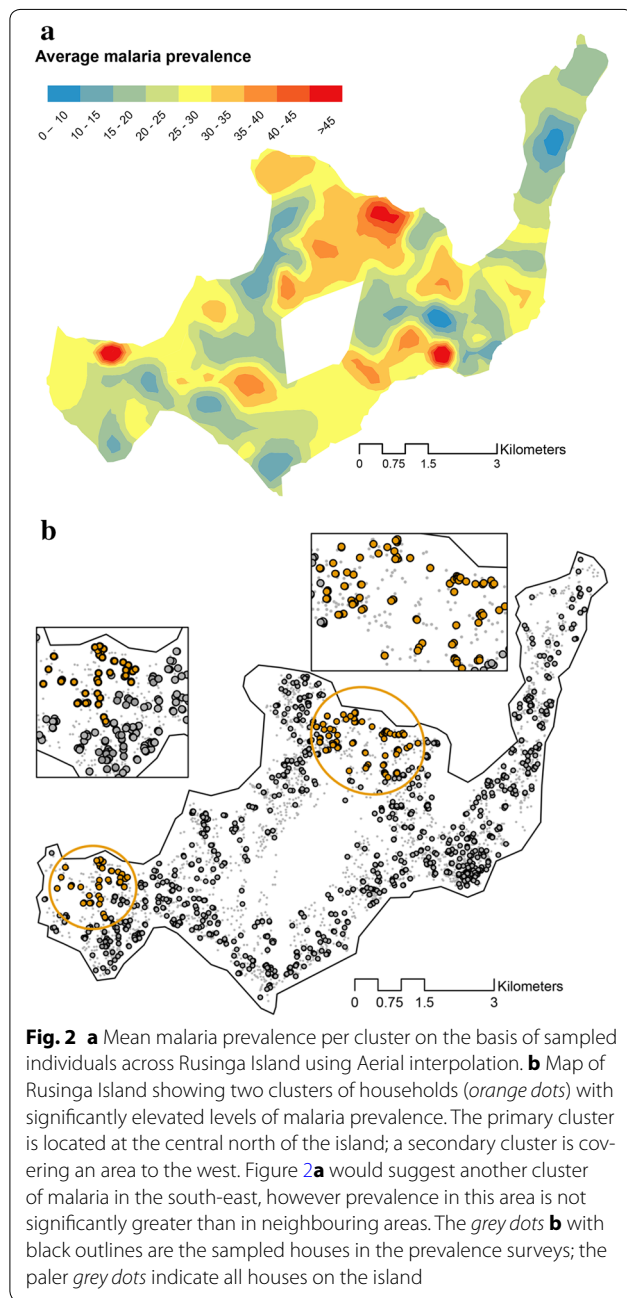 a
Average malaria prevalence
0 – 10
10 - 15
15 - 20
20 - 25
25 - 30
30 - 35
35 - 40
40 - 45
>45
Kilometers
0 0.75 1.5 3
b
Kilometers
0 0.75 1.5 3
Fig. 2 a Mean malaria prevalence per cluster on the basis of sampled
individuals across Rusinga Island using Aerial interpolation. b Map of
Rusinga Island showing two clusters of households (orange dots) with
significantly elevated levels of malaria prevalence. The primary cluster
is located at the central north of the island; a secondary cluster is cov-
ering an area to the west. Figure 2a would suggest another cluster
of malaria in the south-east, however prevalence in this area is not
significantly greater than in neighbouring areas. The grey dots b with
black outlines are the sampled houses in the prevalence surveys; the
paler grey dots indicate all houses on the island